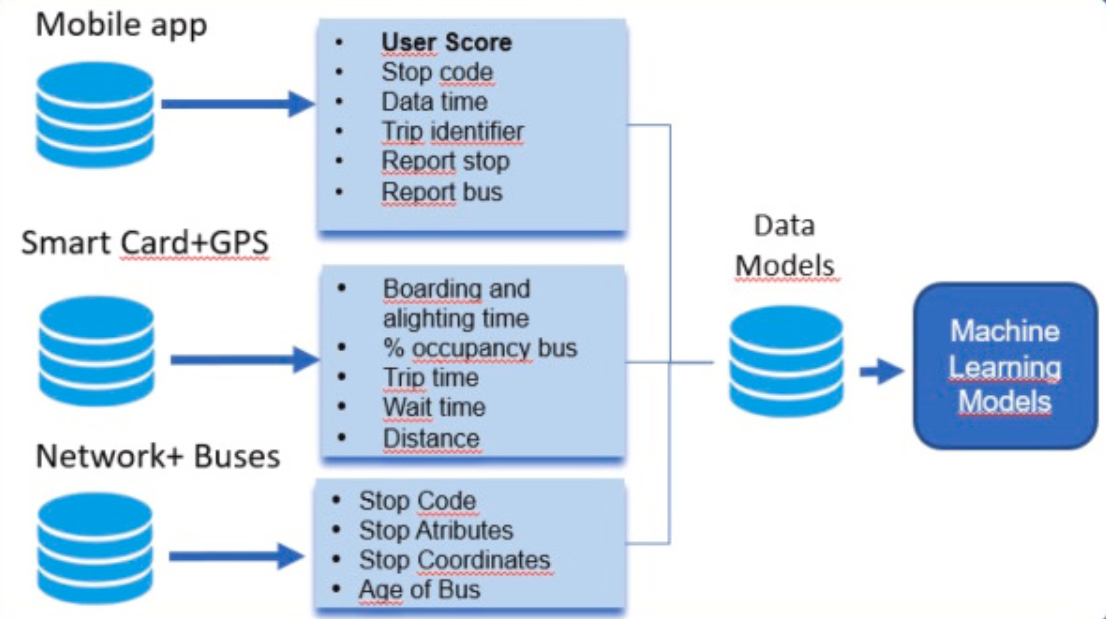 Mobile app
• User Score
• Stop code
• Data time
• Trip identifier
• Report stop
• Report bus
Smart Card+GPS
• Boarding and
alighting time
• % occupancy bus
• Trip time
• Wait time
• Distance
Network+ Buses
• Stop Code
• Stop Atributes
• Stop Coordinates
• Age of Bus
Data
Models
Machine
Learning
Models